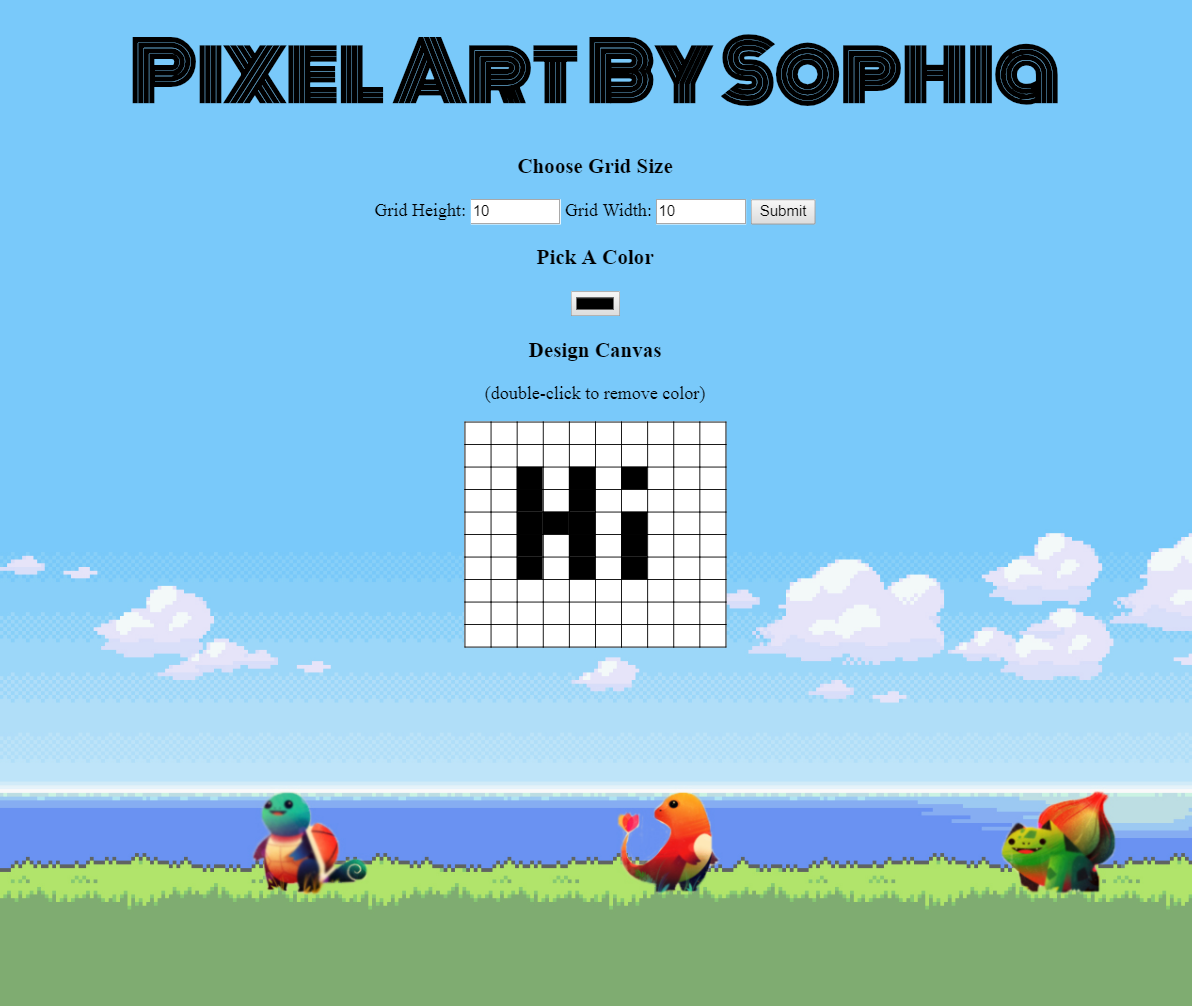 Pixel Art By Sophia
Choose Grid Size
Grid Height: 10 Grid Width: 10 Submit
Pick A Color
Design Canvas
(double-click to remove color)
Hi